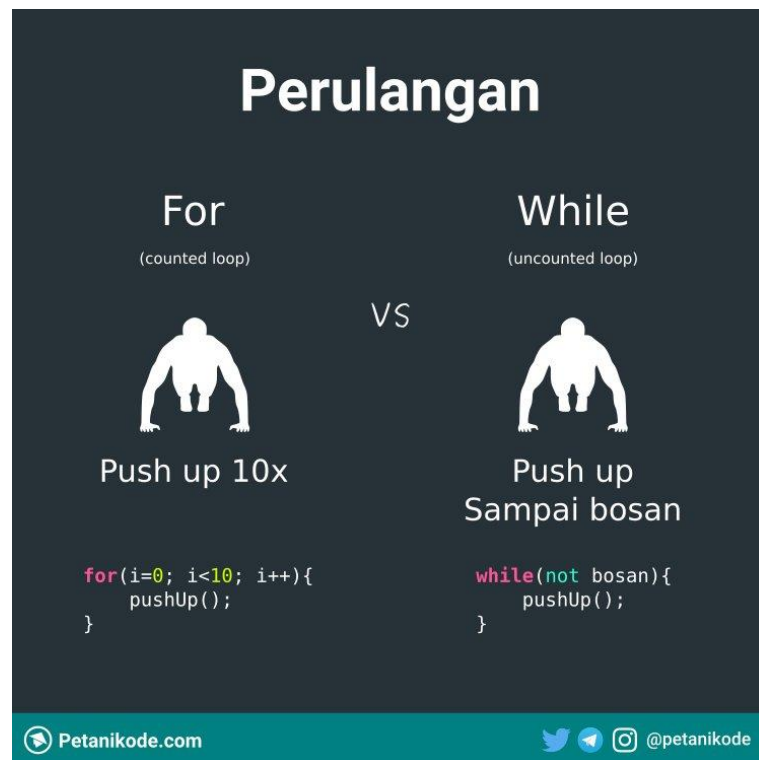 Perulangan
For
(counted loop)
Push up 10x
for(i=0; i<10; i++){
    pushUp();
}
vs
While
(uncounted loop)
Push up
Sampai bosan
while(not bosan){
    pushUp();
}
Petanikode.com
@petanikode